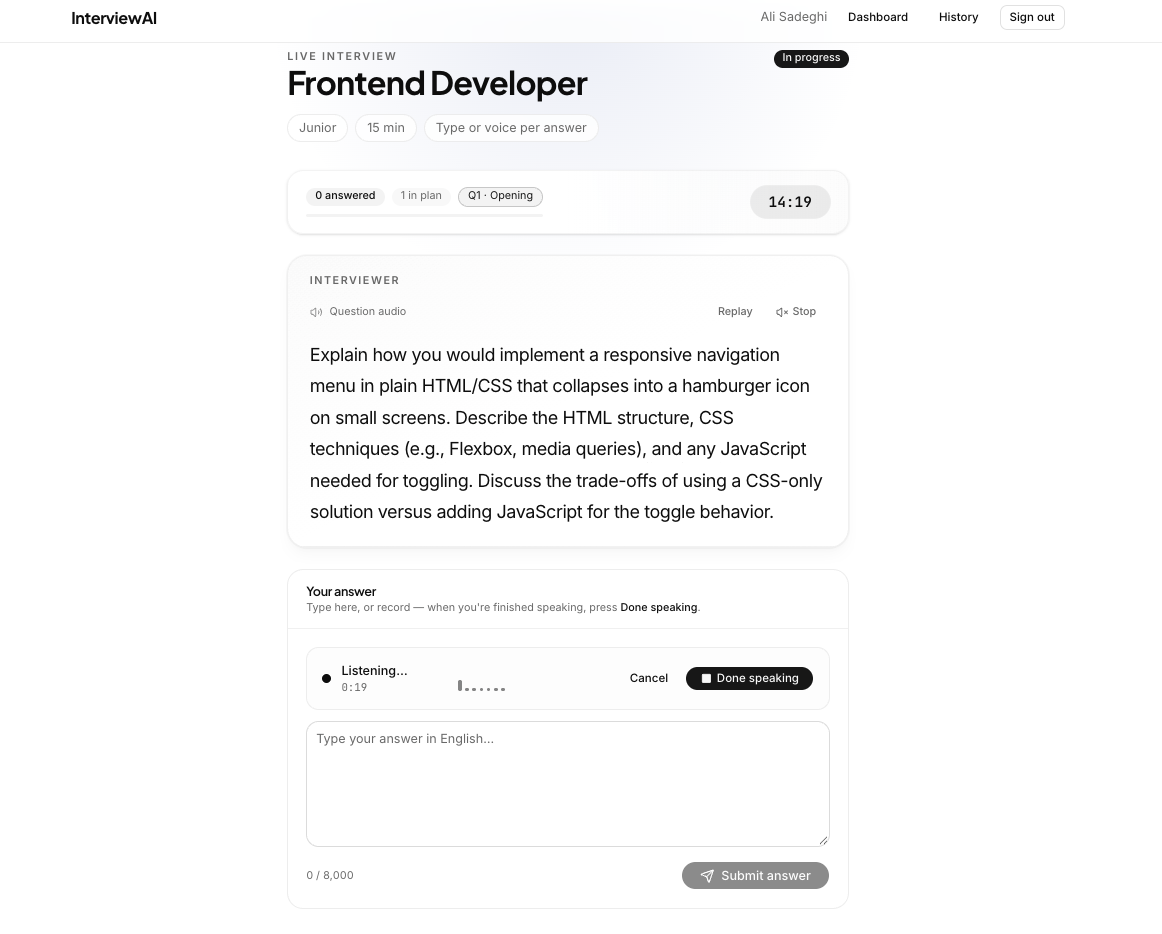 InterviewAI
Ali Sadeghi Dashboard History Sign out
LIVE INTERVIEW
In progress
Frontend Developer
Junior 15 min Type or voice per answer
0 answered 1 in plan Q1 · Opening
14:19
INTERVIEWER
Question audio Replay Stop
Explain how you would implement a responsive navigation
menu in plain HTML/CSS that collapses into a hamburger icon
on small screens. Describe the HTML structure, CSS
techniques (e.g., Flexbox, media queries), and any JavaScript
needed for toggling. Discuss the trade-offs of using a CSS-only
solution versus adding JavaScript for the toggle behavior.
Your answer
Type here, or record — when you're finished speaking, press Done speaking.
Listening...
0:19
Cancel Done speaking
Type your answer in English...
0 / 8,000 Submit answer